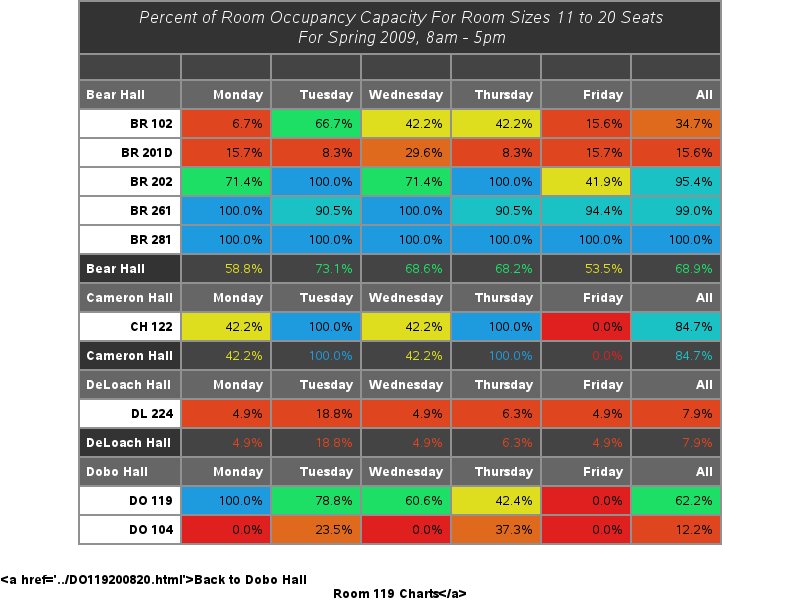 Percent of Room Occupancy Capacity For Room Sizes 11 to 20 Seats
For Spring 2009, 8am - 5pm
Bear Hall Monday Tuesday Wednesday Thursday Friday All
BR 102 6.7% 66.7% 42.2% 42.2% 15.6% 34.7%
BR 201D 15.7% 8.3% 29.6% 8.3% 15.7% 15.6%
BR 202 71.4% 100.0% 71.4% 100.0% 41.9% 95.4%
BR 261 100.0% 90.5% 100.0% 90.5% 94.4% 99.0%
BR 281 100.0% 100.0% 100.0% 100.0% 100.0% 100.0%
Bear Hall 58.8% 73.1% 68.6% 68.2% 53.5% 68.9%
Cameron Hall Monday Tuesday Wednesday Thursday Friday All
CH 122 42.2% 100.0% 42.2% 100.0% 0.0% 84.7%
Cameron Hall 42.2% 100.0% 42.2% 100.0% 0.0% 84.7%
DeLoach Hall Monday Tuesday Wednesday Thursday Friday All
DL 224 4.9% 18.8% 4.9% 6.3% 4.9% 7.9%
DeLoach Hall 4.9% 18.8% 4.9% 6.3% 4.9% 7.9%
Dobo Hall Monday Tuesday Wednesday Thursday Friday All
DO 119 100.0% 78.8% 60.6% 42.4% 0.0% 62.2%
DO 104 0.0% 23.5% 0.0% 37.3% 0.0% 12.2%
<a href='../DO119200820.html'>Back to Dobo Hall
Room 119 Charts</a>